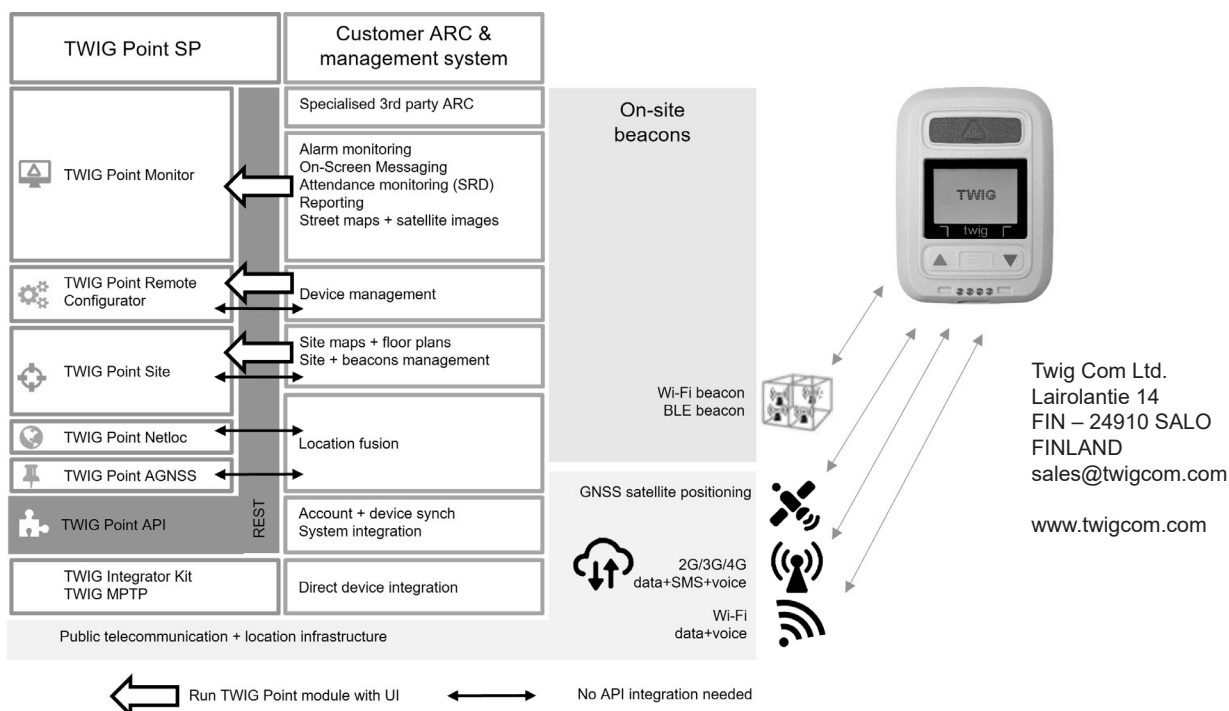 TWIG Point SP
Customer ARC &
management system
Specialised 3rd party ARC
TWIG Point Monitor
Alarm monitoring
On-Screen Messaging
Attendance monitoring (SRD)
Reporting
Street maps + satellite images
TWIG Point Remote
Configurator
Device management
TWIG Point Site
Site maps + floor plans
Site + beacons management
TWIG Point Netloc
TWIG Point AGNSS
Location fusion
TWIG Point API
REST
Account + device synch
System integration
TWIG Integrator Kit
TWIG MPTP
Direct device integration
Public telecommunication + location infrastructure
On-site
beacons
Wi-Fi beacon
BLE beacon
GNSS satellite positioning
2G/3G/4G
data+SMS+voice
Wi-Fi
data+voice
TWIG
twig
Twig Com Ltd.
Lairolantie 14
FIN – 24910 SALO
FINLAND
sales@twigcom.com
www.twigcom.com
Run TWIG Point module with UI
No API integration needed